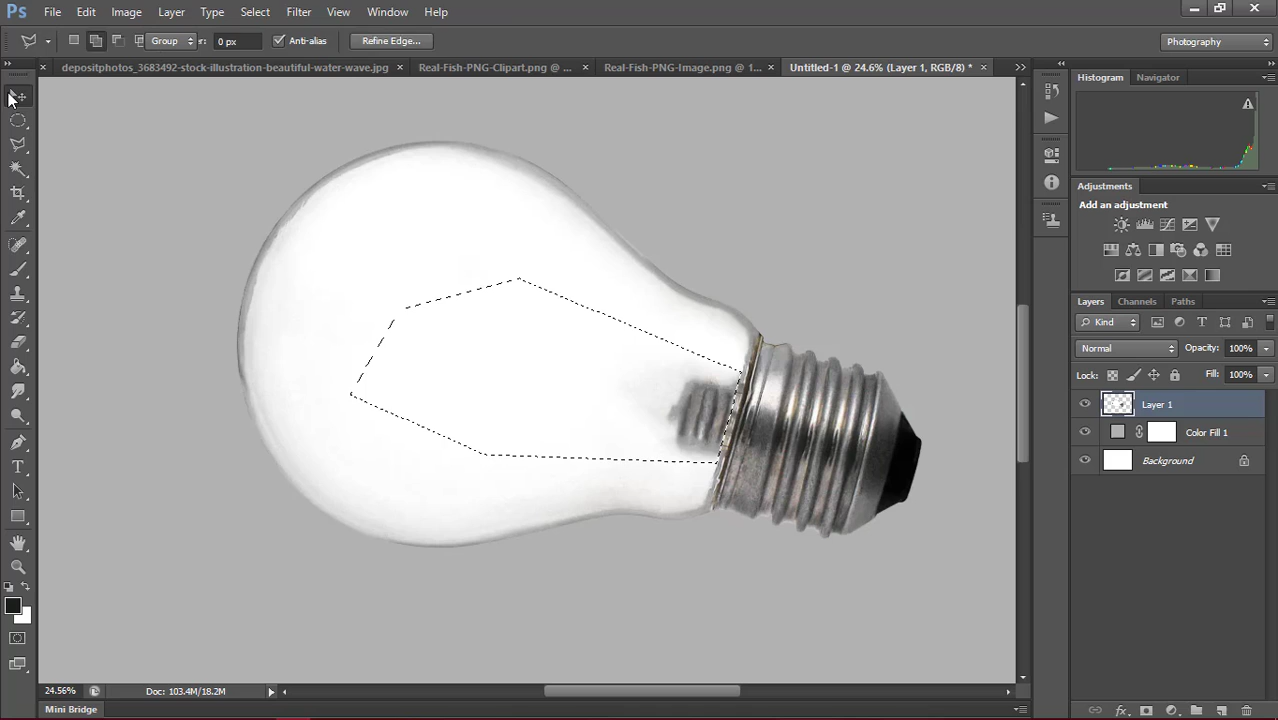 Ps File Edit Image Layer Type Select Filter View Window Help
Group r: 0 px Anti-alias Refine Edge... Photography
depositphotos_3683492-stock-illustration-beautiful-water-wave.jpg × Real-Fish-PNG-Clipart.png @ ... × Real-Fish-PNG-Image.png @ 1... × Untitled-1 @ 24.6% (Layer 1, RGB/8) * ×
Histogram Navigator
Adjustments
Add an adjustment
Layers Channels Paths
Kind
Normal Opacity: 100%
Lock: Fill: 100%
Layer 1
Color Fill 1
Background
T
24.56% Doc: 103.4M/18.2M
Mini Bridge
fx